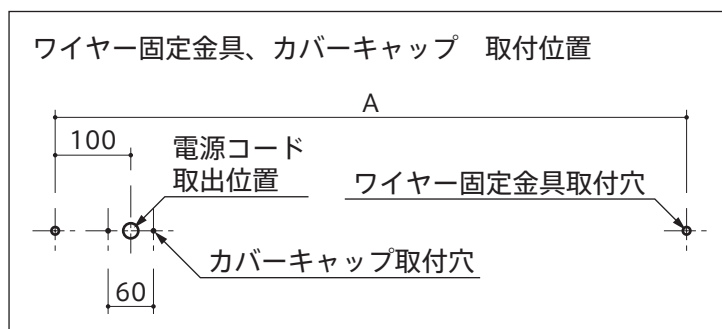 ワイヤー固定金具、カバーキャップ　取付位置
A
100
電源コード
取出位置
ワイヤー固定金具取付穴
カバーキャップ取付穴
60